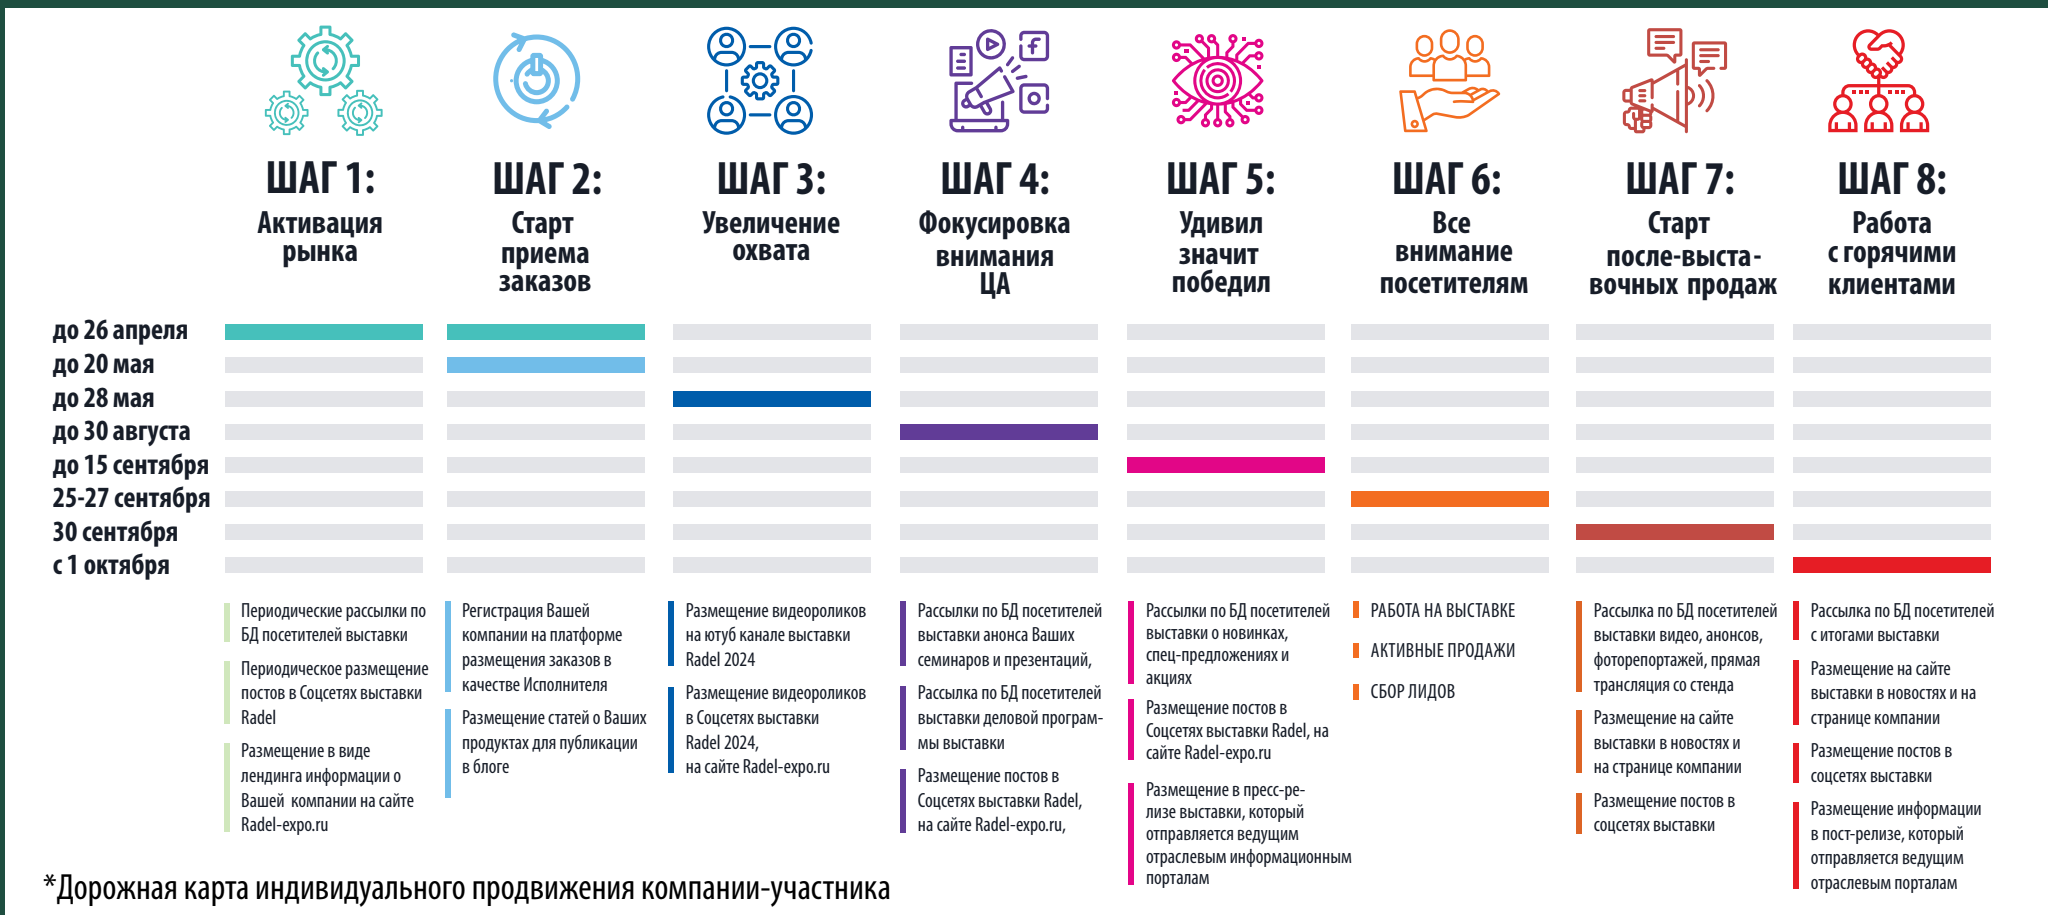 ШАГ 1:
Активация
рынка
ШАГ 2:
Старт
приема
заказов
ШАГ 3:
Увеличение
охвата
ШАГ 4:
Фокусировка
внимания
ЦА
ШАГ 5:
Удивил
значит
победил
ШАГ 6:
Все
внимание
посетителям
ШАГ 7:
Старт
после-выста-
вочных продаж
ШАГ 8:
Работа
с горячими
клиентами
до 26 апреля
до 20 мая
до 28 мая
до 30 августа
до 15 сентября
25-27 сентября
30 сентября
с 1 октября
Периодические рассылки по
БД посетителей выставки
Периодическое размещение
постов в Соцсетях выставки
Radel
Размещение в виде
лендинга информации о
Вашей компании на сайте
Radel-expo.ru
Регистрация Вашей
компании на платформе
размещения заказов в
качестве Исполнителя
Размещение статей о Ваших
продуктах для публикации
в блоге
Размещение видеороликов
на ютуб канале выставки
Radel 2024
Размещение видеороликов
в Соцсетях выставки
Radel 2024,
на сайте Radel-expo.ru
Рассылки по БД посетителей
выставки анонса Ваших
семинаров и презентаций,
Рассылка по БД посетителей
выставки деловой програм-
мы выставки
Размещение постов в
Соцсетях выставки Radel,
на сайте Radel-expo.ru,
Рассылки по БД посетителей
выставки о новинках,
спец-предложениях и
акциях
Размещение постов в
Соцсетях выставки Radel, на
сайте Radel-expo.ru
Размещение в пресс-ре-
лизе выставки, который
отправляется ведущим
отраслевым информационным
порталам
РАБОТА НА ВЫСТАВКЕ
АКТИВНЫЕ ПРОДАЖИ
СБОР ЛИДОВ
Рассылка по БД посетителей
выставки видео, анонсов,
фоторепортажей, прямая
трансляция со стенда
Размещение на сайте
выставки в новостях и
на странице компании
Размещение постов в
соцсетях выставки
Рассылка по БД посетителей
с итогами выставки
Размещение на сайте
выставки в новостях и на
странице компании
Размещение постов в
соцсетях выставки
Размещение информации
в пост-релизе, который
отправляется ведущим
отраслевым порталам
*Дорожная карта индивидуального продвижения компании-участника